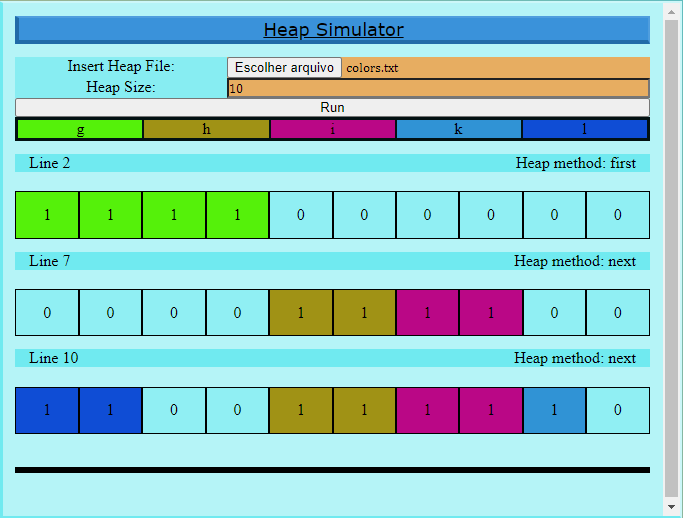 Heap Simulator
Insert Heap File: Escolher arquivo colors.txt
Heap Size: 10
Run
g h i k l
Line 2 Heap method: first
1 1 1 1 0 0 0 0 0 0
Line 7 Heap method: next
0 0 0 0 1 1 1 1 0 0
Line 10 Heap method: next
1 1 0 0 1 1 1 1 1 0